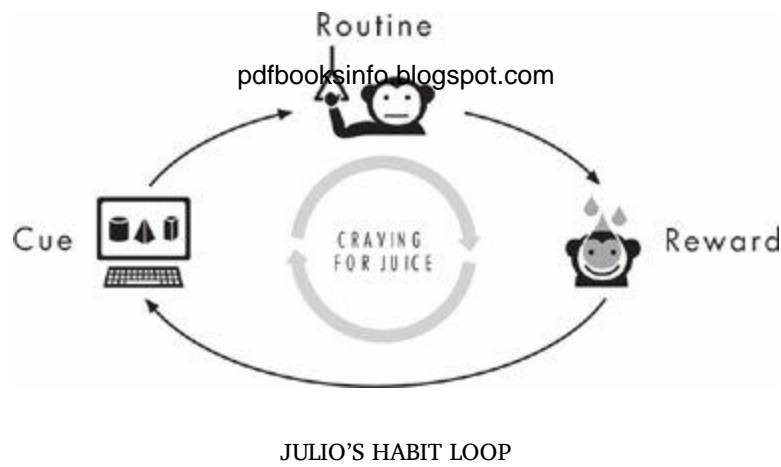 Routine
pdfbooksinfo.blogspot.com
Cue
CRAVING
FOR JUICE
Reward
JULIO’S HABIT LOOP